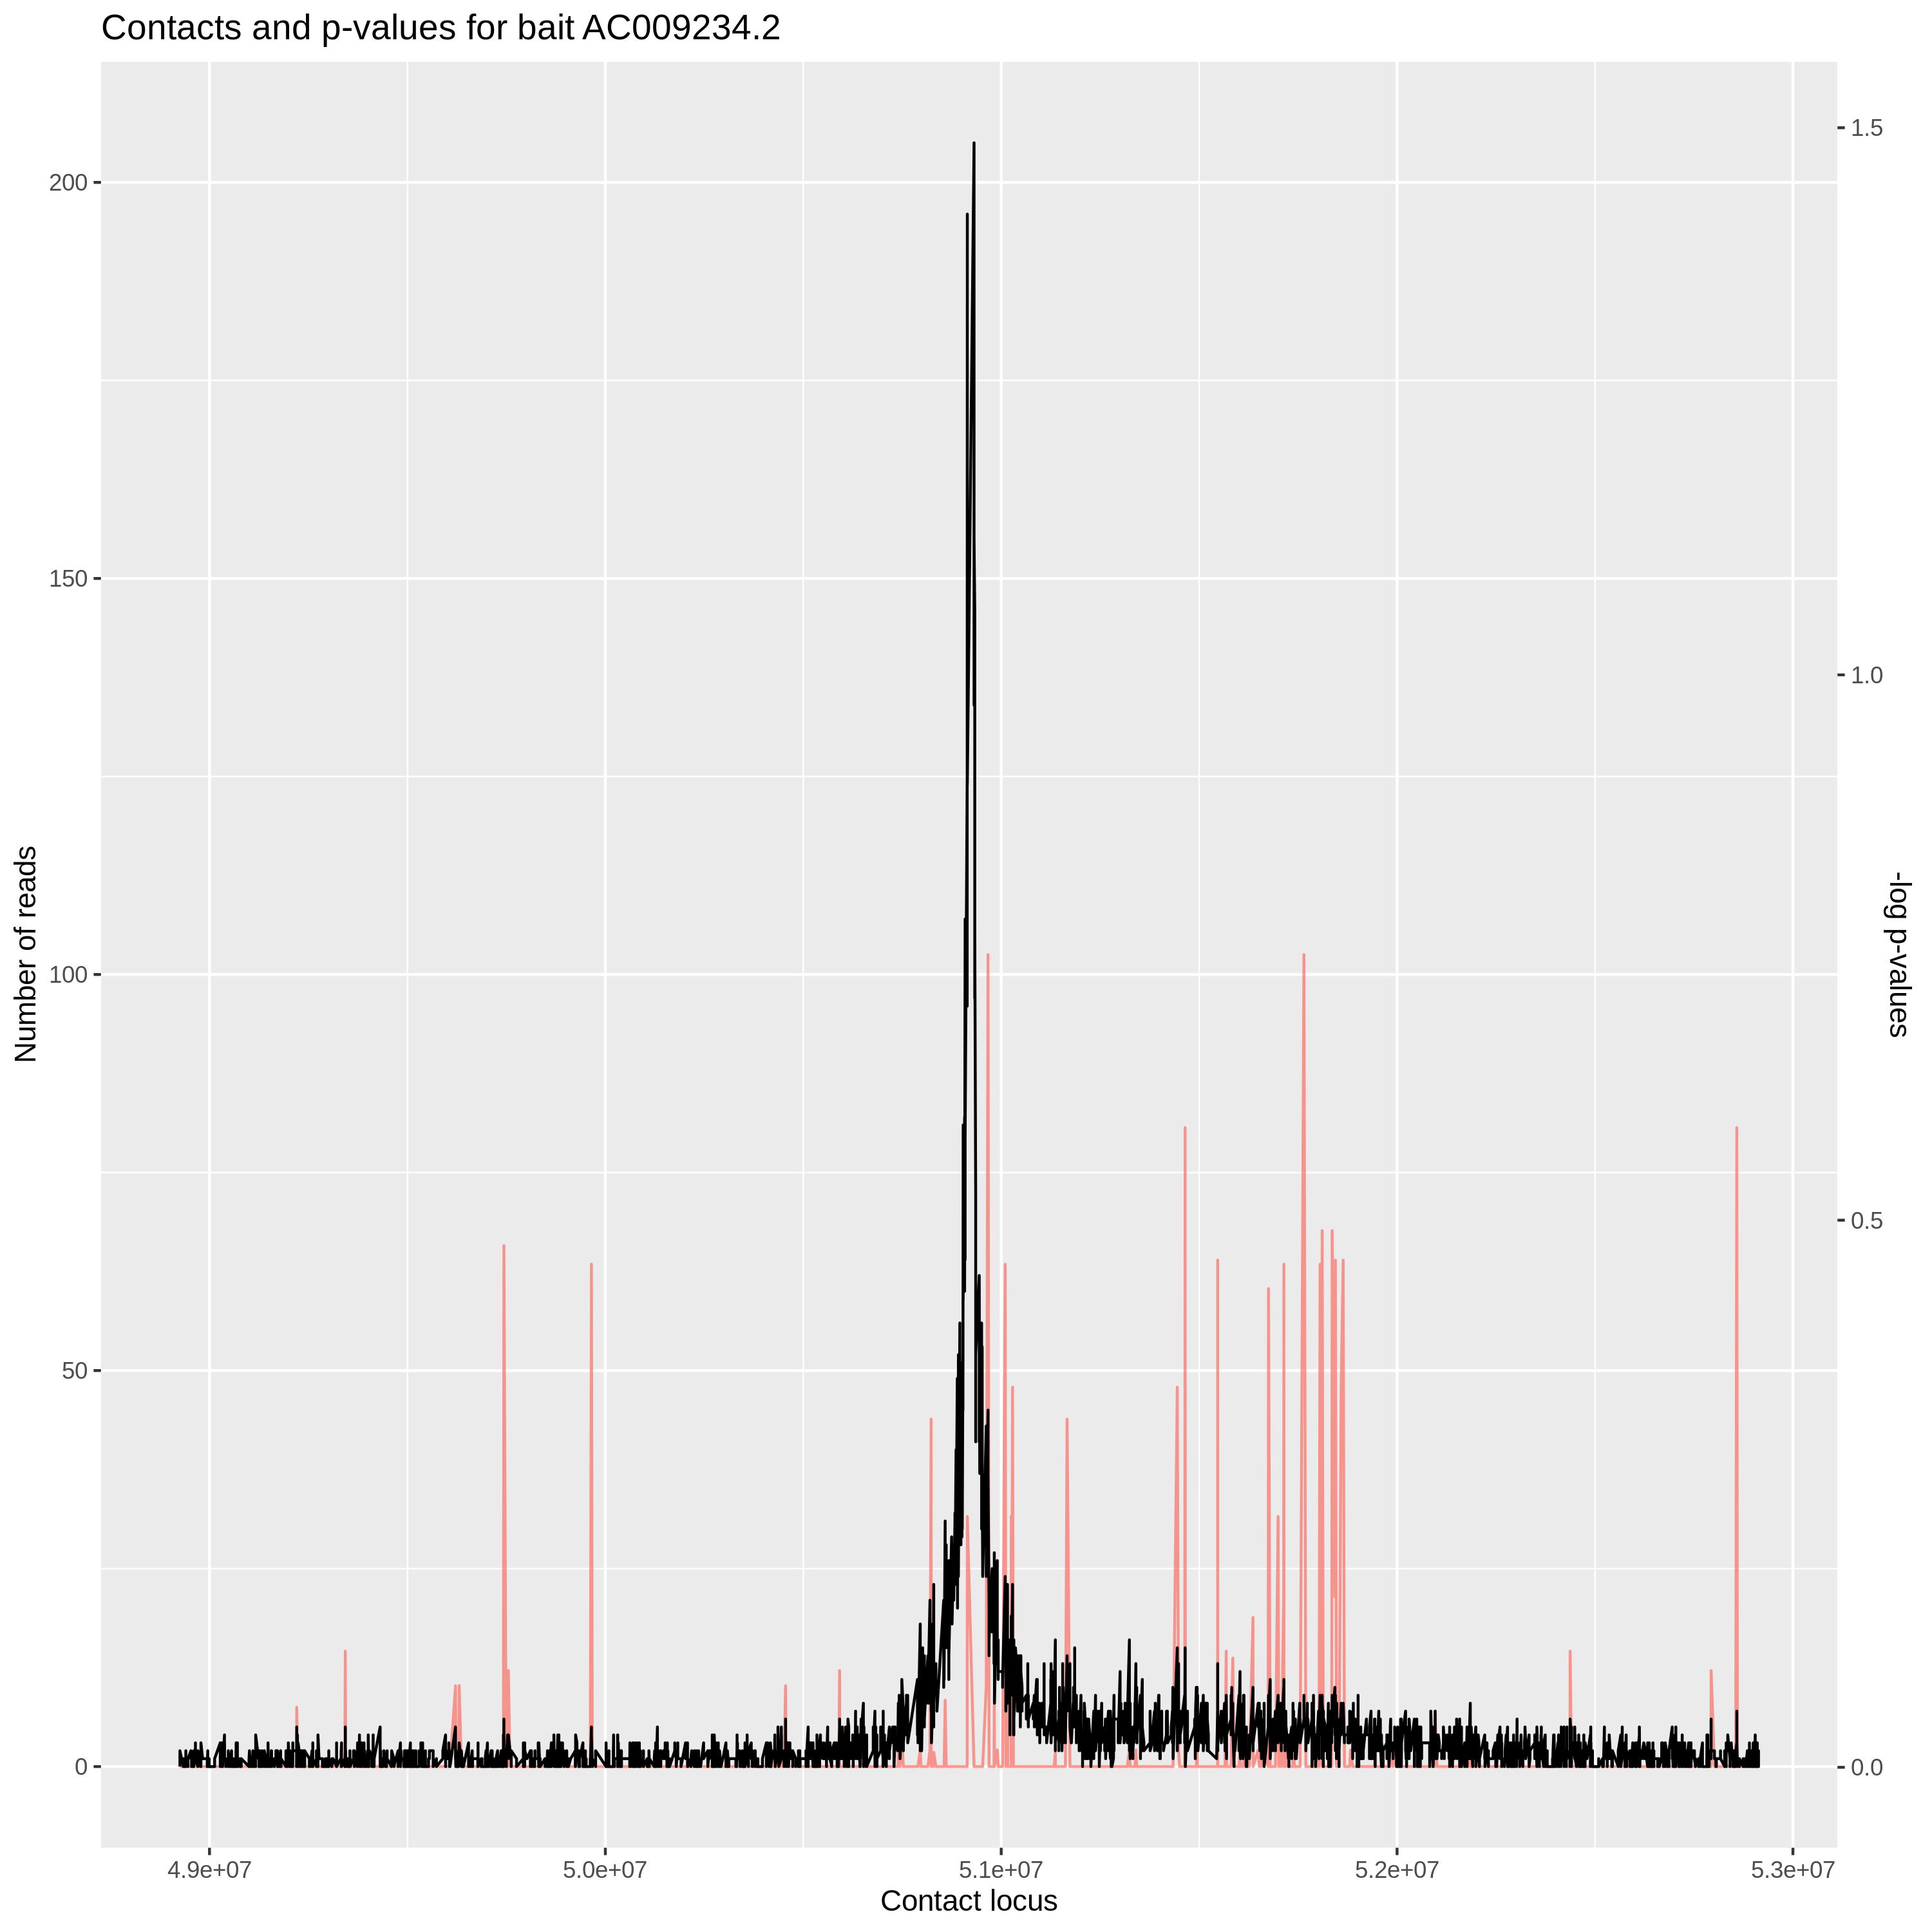 Contacts and p-values for bait AC009234.2
200
150
100
50
0
Number of reads
1.5
1.0
0.5
0.0
-log p-values
4.9e+07
5.0e+07
5.1e+07
5.2e+07
5.3e+07
Contact locus